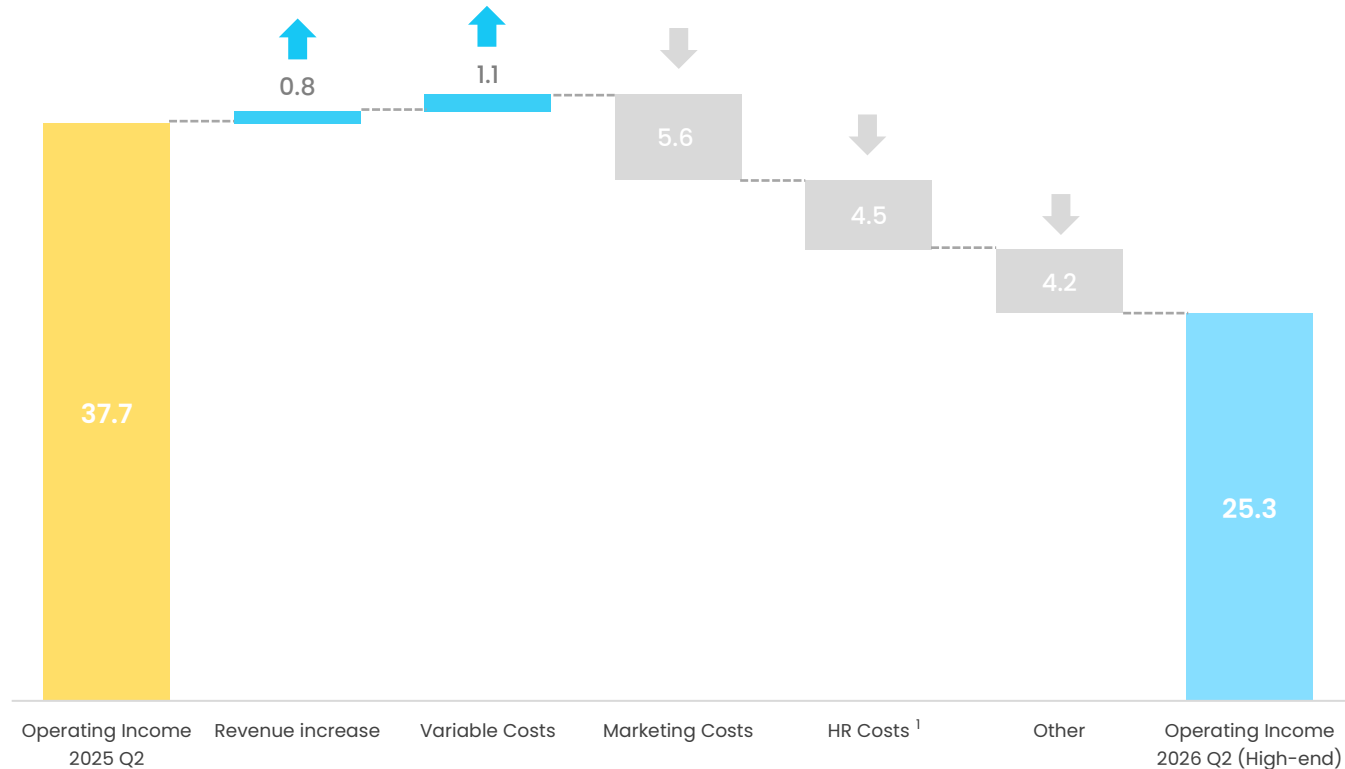 0.8
1.1
5.6
4.5
4.2
37.7
25.3
Operating Income
2025 Q2
Revenue increase
Variable Costs
Marketing Costs
HR Costs 1
Other
Operating Income
2026 Q2 (High-end)